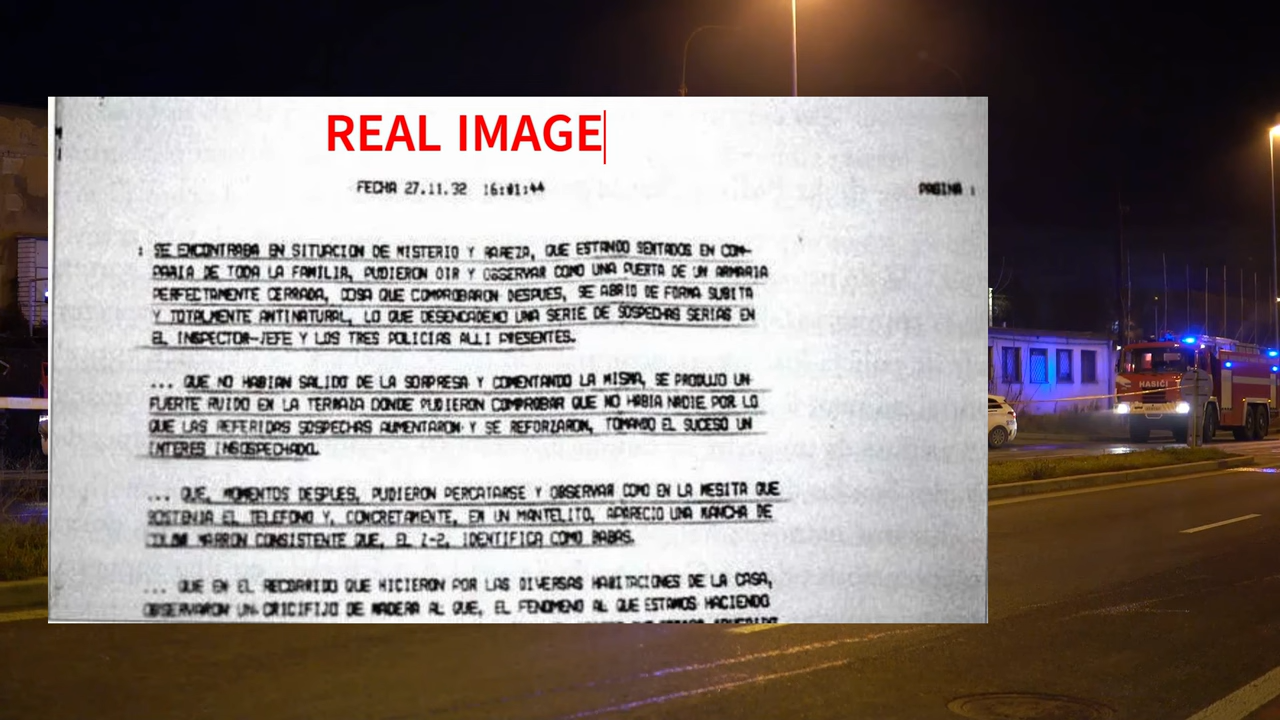 REAL IMAGE
FECHA 27.11.92 16:01:44
PAGINA :
: SE ENCONTRABA EN SITUACION DE MISTERIO Y RAREZA, QUE ESTANDO SENTADOS EN COM-
PAÑIA DE TODA LA FAMILIA, PUDIERON OIR Y OBSERVAR COMO UNA PUERTA DE UN ARMARIA
PERFECTAMENTE CERRADA, COSA QUE COMPROBARON DESPUES, SE ABRIO DE FORMA SUBITA
Y TOTALMENTE ANTINATURAL, LO QUE DESENCADENO UNA SERIE DE SOSPECHAS SERIAS EN
EL INSPECTOR-JEFE Y LOS TRES POLICIAS ALLI PRESENTES.
... QUE NO HABIAN SALIDO DE LA SORPRESA Y COMENTANDO LA MISMA, SE PRODUJO UN
FUERTE RUIDO EN LA TERRAZA DONDE PUDIERON COMPROBAR QUE NO HABIA NADIE POR LO
QUE LAS REFERIDAS SOSPECHAS AUMENTARON Y SE REFORZARON, TOMANDO EL SUCESO UN
INTERES INSOSPECHADO.
... QUE, MOMENTOS DESPUES, PUDIERON PERCATARSE Y OBSERVAR COMO EN LA MESITA QUE
SOSTENIA EL TELEFONO Y, CONCRETAMENTE, EN UN MANTELITO, APARECIO UNA MANCHA DE
COLOR MARRON CONSISTENTE QUE, EL Z-2, IDENTIFICA COMO BABAS.
... QUE EN EL RECORRIDO QUE HICIERON POR LAS DIVERSAS HABITACIONES DE LA CASA,
OBSERVARON UN CRICIFIJO DE MADERA AL QUE, EL FENOMENO AL QUE ESTAMOS HACIENDO
HASIČI